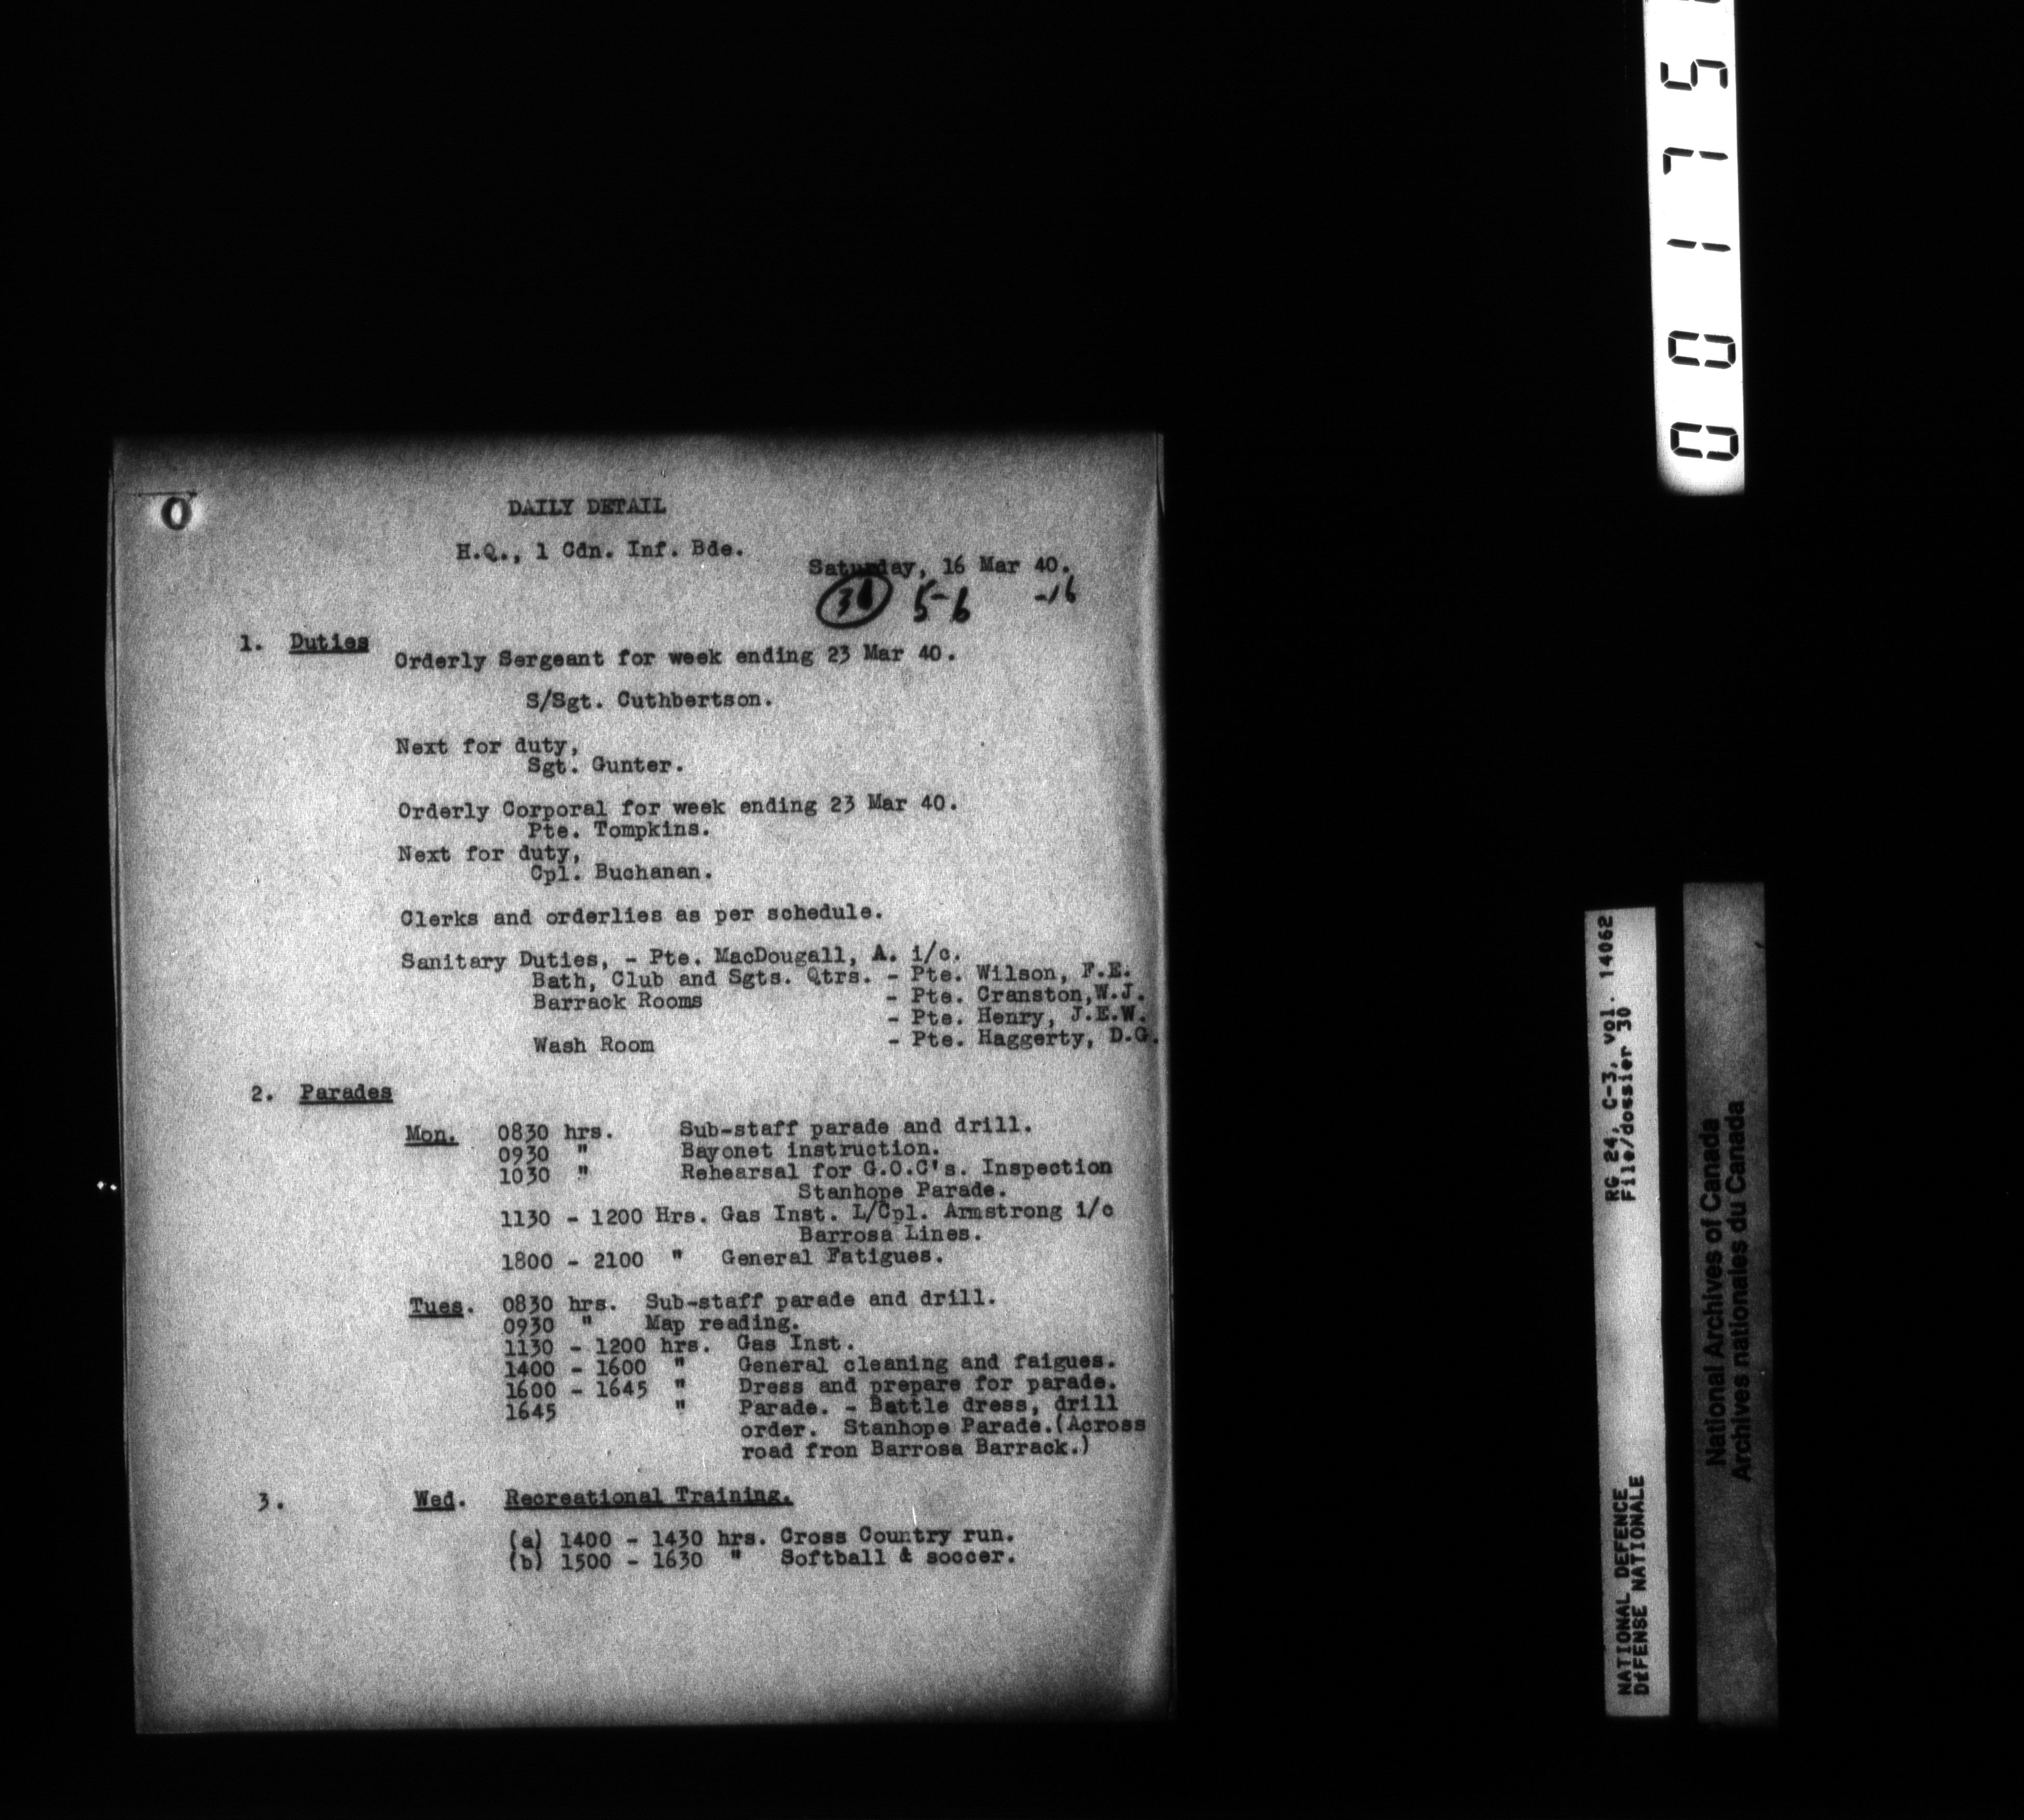 DAILY DETAIL
H.Q., 1 Cdn. Inf. Bde.
Saturday, 16 Mar 40.
5-6 -16
1. Duties
Orderly Sergeant for week ending 23 Mar 40.
S/Sgt. Cuthbertson.
Next for duty,
Sgt. Gunter.
Orderly Corporal for week ending 23 Mar 40.
Pte. Tompkins.
Next for duty,
Cpl. Buchanan.
Clerks and orderlies as per schedule.
Sanitary Duties, - Pte. MacDougall, A. i/c.
Bath, Club and Sgts. Qtrs. - Pte. Wilson, F.E.
Barrack Rooms - Pte. Cranston,W.J.
- Pte. Henry, J.E.W.
Wash Room - Pte. Haggerty, D.G.
2. Parades
Mon. 0830 hrs. Sub-staff parade and drill.
0930 " Bayonet instruction.
1030 " Rehearsal for G.O.C's. Inspection
Stanhope Parade.
1130 - 1200 Hrs. Gas Inst. L/Cpl. Armstrong i/c
Barrosa Lines.
1800 - 2100 " General Fatigues.
Tues. 0830 hrs. Sub-staff parade and drill.
0930 " Map reading.
1130 - 1200 hrs. Gas Inst.
1400 - 1600 " General cleaning and faigues.
1600 - 1645 " Dress and prepare for parade.
1645 " Parade. - Battle dress, drill
order. Stanhope Parade.(Across
road fron Barrosa Barrack.)
3. Wed. Recreational Training.
(a) 1400 - 1430 hrs. Cross Country run.
(b) 1500 - 1630 " Softball & soccer.
00175
NATIONAL DEFENCE RG 24, C-3, vol. 14062
DÉFENSE NATIONALE File/dossier 30
National Archives of Canada
Archives nationales du Canada